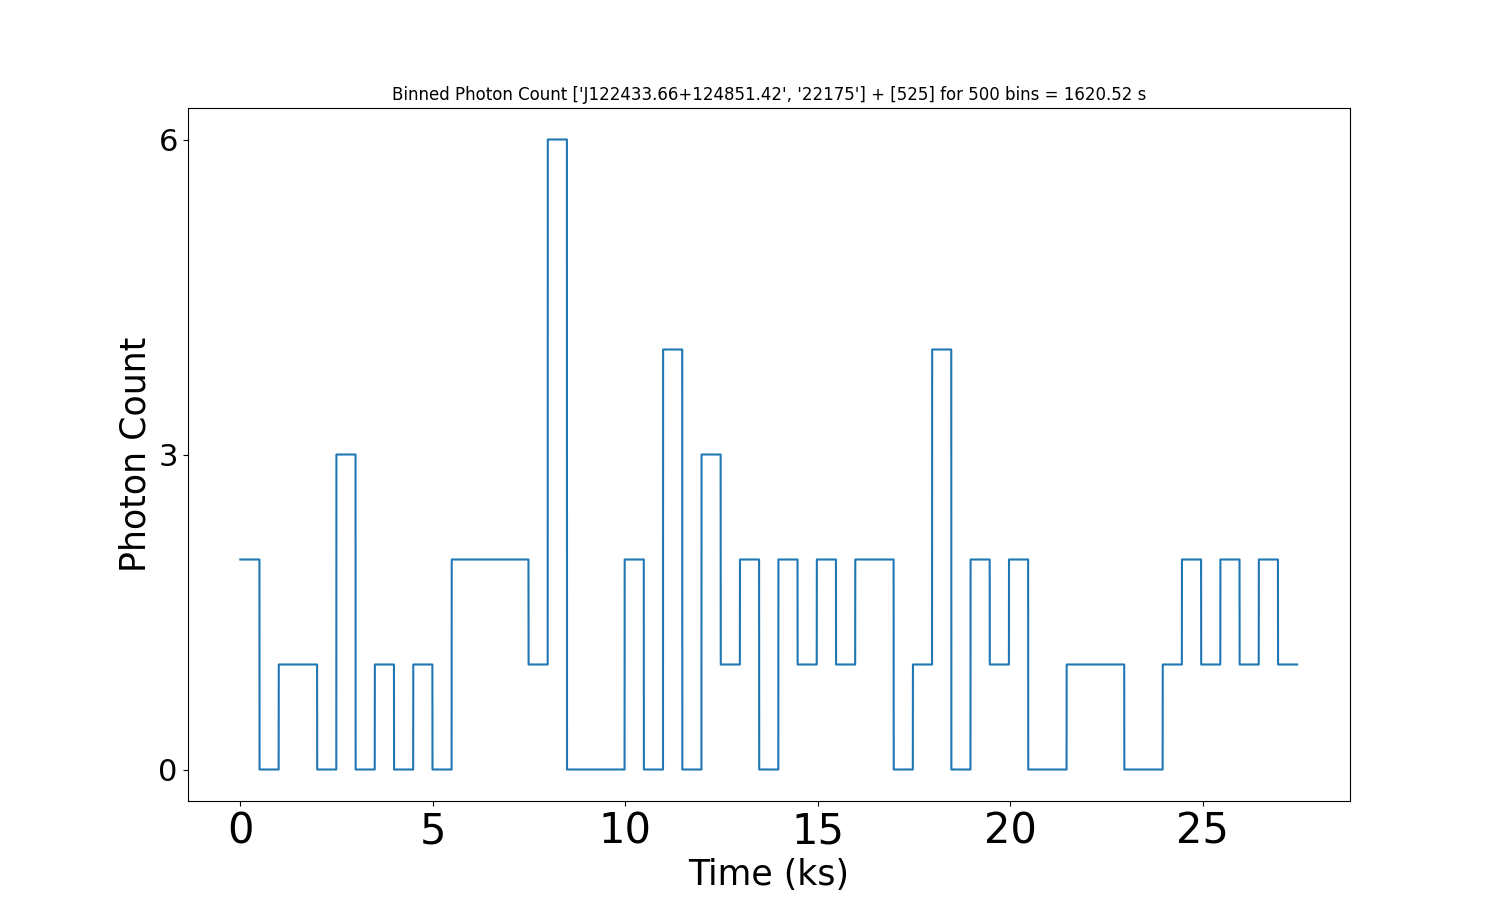 Binned Photon Count ['J122433.66+124851.42', '22175'] + [525] for 500 bins = 1620.52 s
6
3
0
Photon Count
0 5 10 15 20 25
Time (ks)